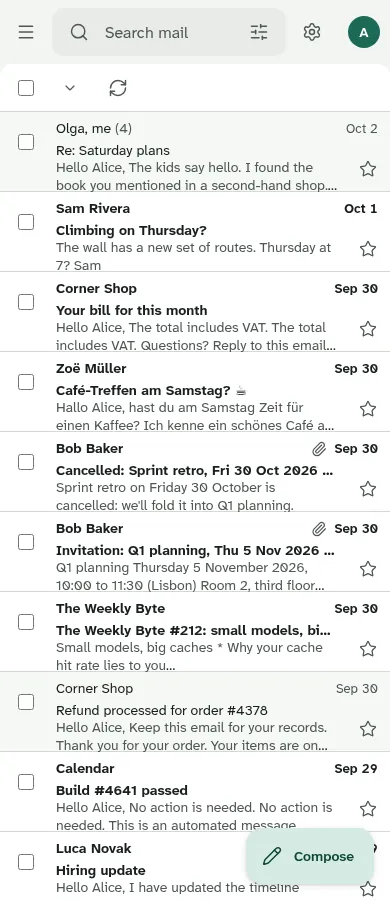 Search mail
A
Olga, me (4)
Oct 2
Re: Saturday plans
Hello Alice, The kids say hello. I found the
book you mentioned in a second-hand shop....
Sam Rivera
Oct 1
Climbing on Thursday?
The wall has a new set of routes. Thursday at
7? Sam
Corner Shop
Sep 30
Your bill for this month
Hello Alice, The total includes VAT. The total
includes VAT. Questions? Reply to this email...
Zoë Müller
Sep 30
Café-Treffen am Samstag? ☕
Hallo Alice, hast du am Samstag Zeit für
einen Kaffee? Ich kenne ein schönes Café a...
Bob Baker
Sep 30
Cancelled: Sprint retro, Fri 30 Oct 2026 ...
Sprint retro on Friday 30 October is
cancelled: we'll fold it into Q1 planning.
Bob Baker
Sep 30
Invitation: Q1 planning, Thu 5 Nov 2026 ...
Q1 planning Thursday 5 November 2026,
10:00 to 11:30 (Lisbon) Room 2, third floor...
The Weekly Byte
Sep 30
The Weekly Byte #212: small models, bi...
Small models, big caches * Why your cache
hit rate lies to you...
Corner Shop
Sep 30
Refund processed for order #4378
Hello Alice, Keep this email for your records.
Thank you for your order. Your items are on...
Calendar
Sep 29
Build #4641 passed
Hello Alice, No action is needed. No action is
needed. This is an automated message
Luca Novak
Hiring update
Hello Alice, I have updated the timeline
Compose